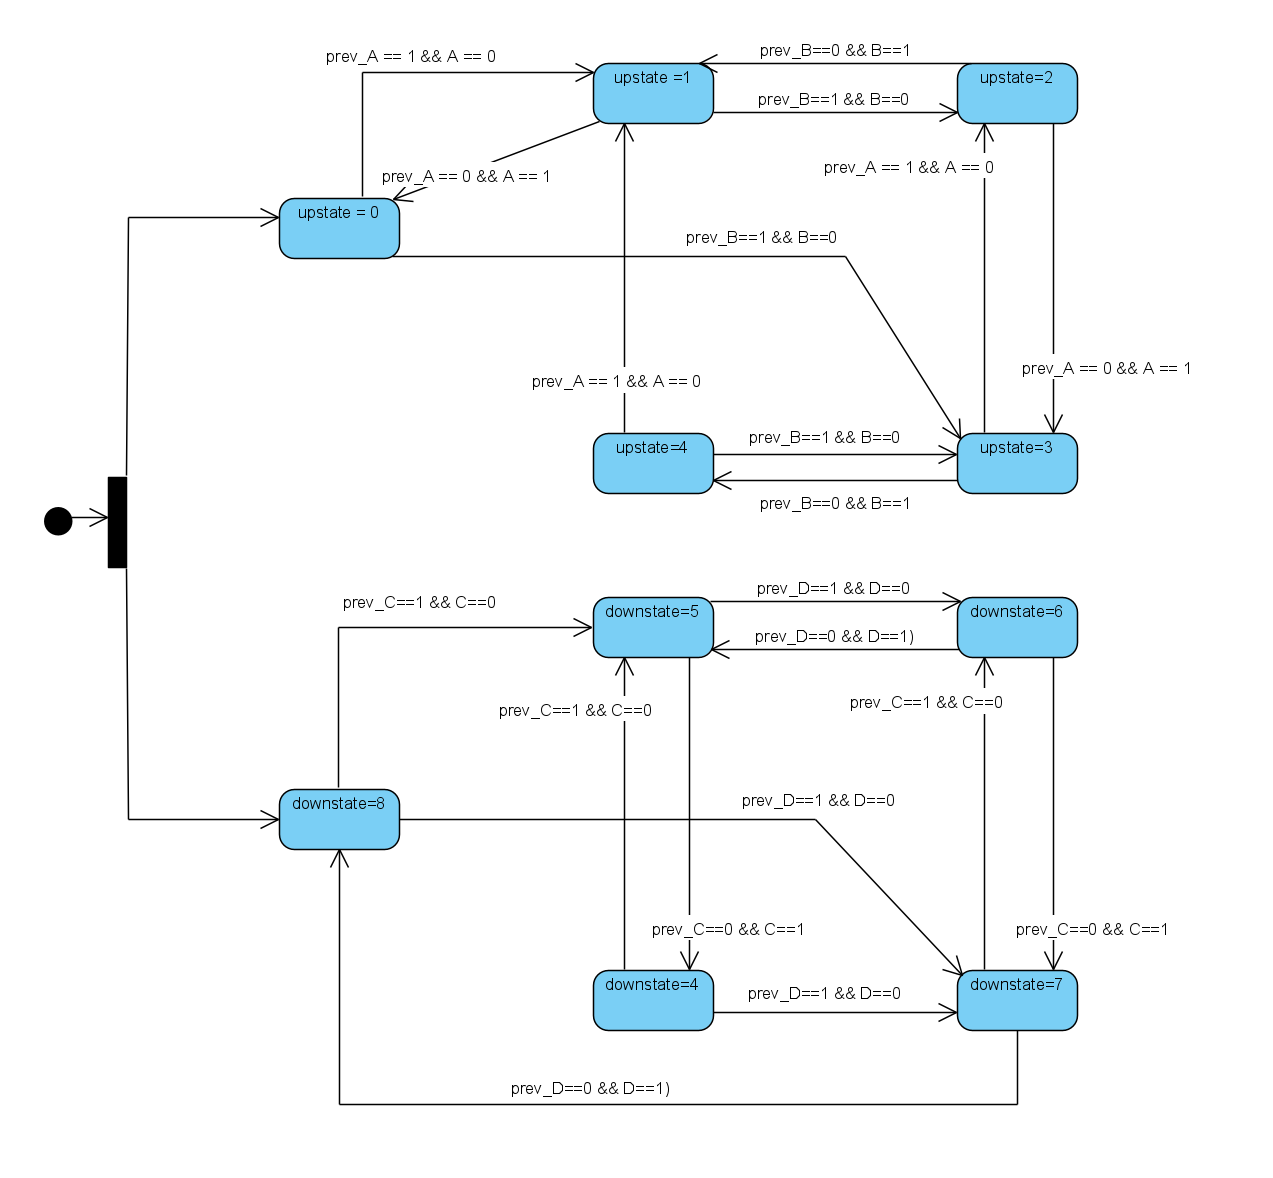 prev_B==0 && B==1
prev_A == 1 && A == 0
upstate =1
upstate=2
prev_B==1 && B==0
prev_A == 1 && A == 0
prev_A == 0 && A == 1
upstate = 0
prev_B==1 && B==0
prev_A == 0 && A == 1
prev_A == 1 && A == 0
prev_B==1 && B==0
upstate=4
upstate=3
prev_B==0 && B==1
prev_D==1 && D==0
prev_C==1 && C==0
downstate=5
downstate=6
prev_D==0 && D==1)
prev_C==1 && C==0
prev_C==1 && C==0
prev_D==1 && D==0
downstate=8
prev_C==0 && C==1
prev_C==0 && C==1
downstate=4
downstate=7
prev_D==1 && D==0
prev_D==0 && D==1)